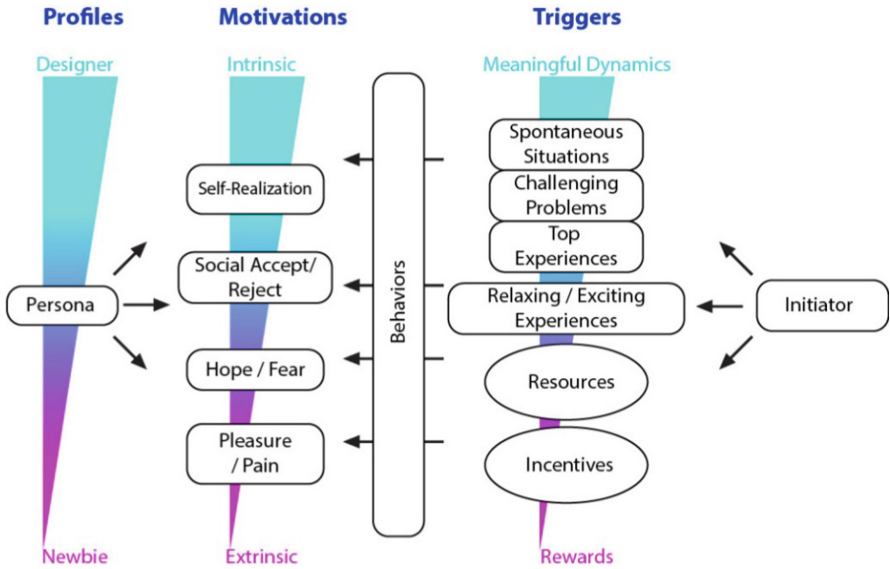 Profiles
Motivations
Triggers
Designer
Intrinsic
Meaningful Dynamics
Spontaneous
Situations
Self-Realization
Challenging
Problems
Top
Experiences
Social Accept/
Reject
Behaviors
Persona
Relaxing / Exciting
Experiences
Initiator
Hope / Fear
Resources
Pleasure
/ Pain
Incentives
Newbie
Extrinsic
Rewards